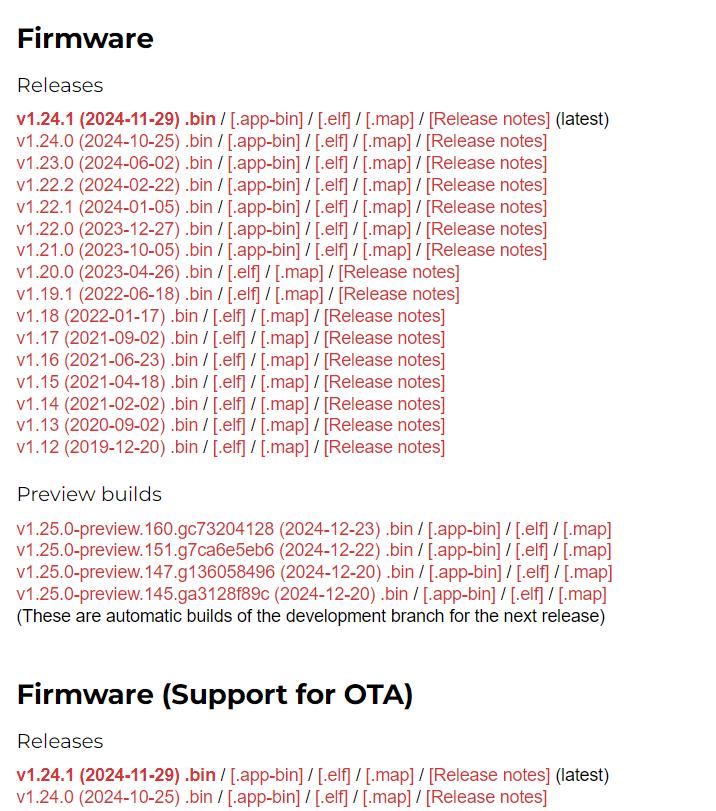 Firmware
Releases
v1.24.1 (2024-11-29) .bin / [.app-bin] / [.elf] / [.map] / [Release notes] (latest)
v1.24.0 (2024-10-25) .bin / [.app-bin] / [.elf] / [.map] / [Release notes]
v1.23.0 (2024-06-02) .bin / [.app-bin] / [.elf] / [.map] / [Release notes]
v1.22.2 (2024-02-22) .bin / [.app-bin] / [.elf] / [.map] / [Release notes]
v1.22.1 (2024-01-05) .bin / [.app-bin] / [.elf] / [.map] / [Release notes]
v1.22.0 (2023-12-27) .bin / [.app-bin] / [.elf] / [.map] / [Release notes]
v1.21.0 (2023-10-05) .bin / [.app-bin] / [.elf] / [.map] / [Release notes]
v1.20.0 (2023-04-26) .bin / [.elf] / [.map] / [Release notes]
v1.19.1 (2022-06-18) .bin / [.elf] / [.map] / [Release notes]
v1.18 (2022-01-17) .bin / [.elf] / [.map] / [Release notes]
v1.17 (2021-09-02) .bin / [.elf] / [.map] / [Release notes]
v1.16 (2021-06-23) .bin / [.elf] / [.map] / [Release notes]
v1.15 (2021-04-18) .bin / [.elf] / [.map] / [Release notes]
v1.14 (2021-02-02) .bin / [.elf] / [.map] / [Release notes]
v1.13 (2020-09-02) .bin / [.elf] / [.map] / [Release notes]
v1.12 (2019-12-20) .bin / [.elf] / [.map] / [Release notes]
Preview builds
v1.25.0-preview.160.gc73204128 (2024-12-23) .bin / [.app-bin] / [.elf] / [.map]
v1.25.0-preview.151.g7ca6e5eb6 (2024-12-22) .bin / [.app-bin] / [.elf] / [.map]
v1.25.0-preview.147.g136058496 (2024-12-20) .bin / [.app-bin] / [.elf] / [.map]
v1.25.0-preview.145.ga3128f89c (2024-12-20) .bin / [.app-bin] / [.elf] / [.map]
(These are automatic builds of the development branch for the next release)
Firmware (Support for OTA)
Releases
v1.24.1 (2024-11-29) .bin / [.app-bin] / [.elf] / [.map] / [Release notes] (latest)
v1.24.0 (2024-10-25) .bin / [.app-bin] / [.elf] / [.map] / [Release notes]